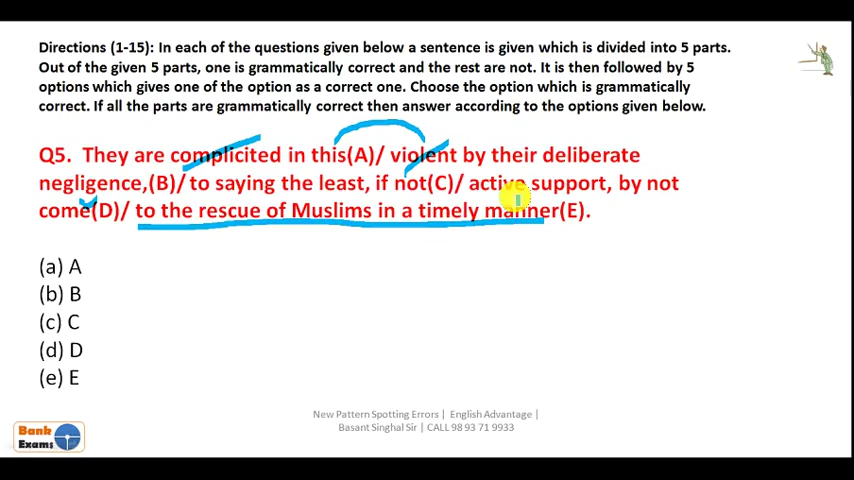 Directions (1-15): In each of the questions given below a sentence is given which is divided into 5 parts.
Out of the given 5 parts, one is grammatically correct and the rest are not. It is then followed by 5
options which gives one of the option as a correct one. Choose the option which is grammatically
correct. If all the parts are grammatically correct then answer according to the options given below.
Q5. They are complicited in this(A)/ violent by their deliberate
negligence,(B)/ to saying the least, if not(C)/ active support, by not
come(D)/ to the rescue of Muslims in a timely manner(E).
(a) A
(b) B
(c) C
(d) D
(e) E
New Pattern Spotting Errors | English Advantage |
Basant Singhal Sir | CALL 98 93 71 9933
Bank
Exams